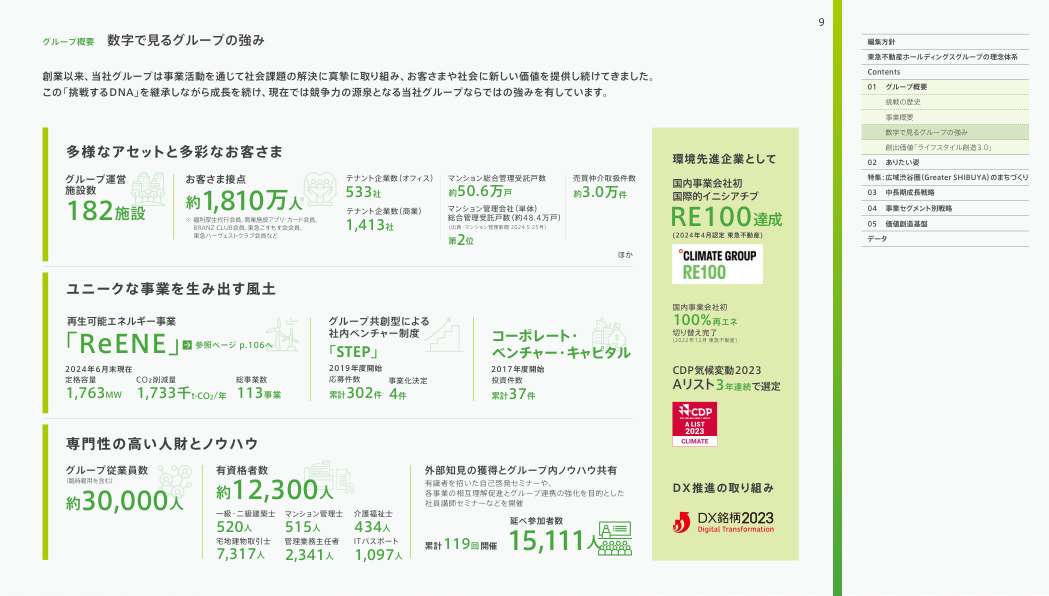 9
グループ概要 数字で見るグループの強み
創業以来、当社グループは事業活動を通じて社会課題の解決に真摯に取り組み、お客さまや社会に新しい価値を提供し続けてきました。
この「挑戦するDNA」を継承しながら成長を続け、現在では競争力の源泉となる当社グループならではの強みを有しています。
多様なアセットと多彩なお客さま
グループ運営
施設数
182施設
お客さま接点
約1,810万人
※ 福利厚生代行会員、商業施設アプリ・カード会員、
BRANZ CLUB会員、東急こすもす会会員、
東急ハーヴェストクラブ会員など
テナント企業数(オフィス)
533社
テナント企業数(商業)
1,413社
マンション総合管理受託戸数
約50.6万戸
マンション管理会社(単体)
総合管理受託戸数(約48.4万戸)
(出典:マンション管理新聞 2024.5.25号)
第2位
売買仲介取扱件数
約3.0万件
ほか
ユニークな事業を生み出す風土
再生可能エネルギー事業
「ReENE」 参照ページ p.106へ
2024年6月末現在
定格容量
1,763MW
CO₂削減量
1,733千t-CO₂/年
総事業数
113事業
グループ共創型による
社内ベンチャー制度
「STEP」
2019年度開始
応募件数
累計302件
事業化決定
4件
コーポレート・
ベンチャー・キャピタル
2017年度開始
投資件数
累計37件
専門性の高い人財とノウハウ
グループ従業員数
(臨時雇用を含む)
約30,000人
有資格者数
約12,300人
一級・二級建築士
520人
マンション管理士
515人
介護福祉士
434人
宅地建物取引士
7,317人
管理業務主任者
2,341人
ITパスポート
1,097人
外部知見の獲得とグループ内ノウハウ共有
有識者を招いた自己啓発セミナーや、
各事業の相互理解促進とグループ連携の強化を目的とした
社員講師セミナーなどを開催
累計119回開催
延べ参加者数
15,111人
環境先進企業として
国内事業会社初
国際的イニシアチブ
RE100達成
(2024年4月認定 東急不動産)
°CLIMATE GROUP
RE100
国内事業会社初
100%再エネ
切り替え完了
(2022年12月 東急不動産)
CDP気候変動2023
Aリスト3年連続で選定
CDP
A LIST
2023
CLIMATE
DX推進の取り組み
DX銘柄2023
Digital Transformation
編集方針
東急不動産ホールディングスグループの理念体系
Contents
01 グループ概要
挑戦の歴史
事業概要
数字で見るグループの強み
創出価値「ライフスタイル創造3.0」
02 ありたい姿
特集:広域渋谷圏(Greater SHIBUYA)のまちづくり
03 中長期成長戦略
04 事業セグメント別戦略
05 価値創造基盤
データ